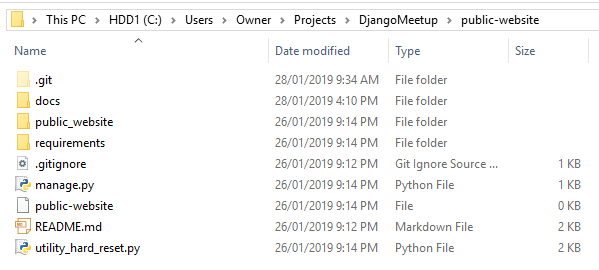 This PC > HDD1 (C:) > Users > Owner > Projects > DjangoMeetup > public-website
Name Date modified Type Size
.git 28/01/2019 9:34 AM File folder
docs 28/01/2019 4:10 PM File folder
public_website 26/01/2019 9:14 PM File folder
requirements 26/01/2019 9:14 PM File folder
.gitignore 26/01/2019 9:12 PM Git Ignore Source ... 1 KB
manage.py 26/01/2019 9:14 PM Python File 1 KB
public-website 26/01/2019 9:14 PM File 0 KB
README.md 26/01/2019 9:12 PM Markdown File 2 KB
utility_hard_reset.py 26/01/2019 9:14 PM Python File 2 KB